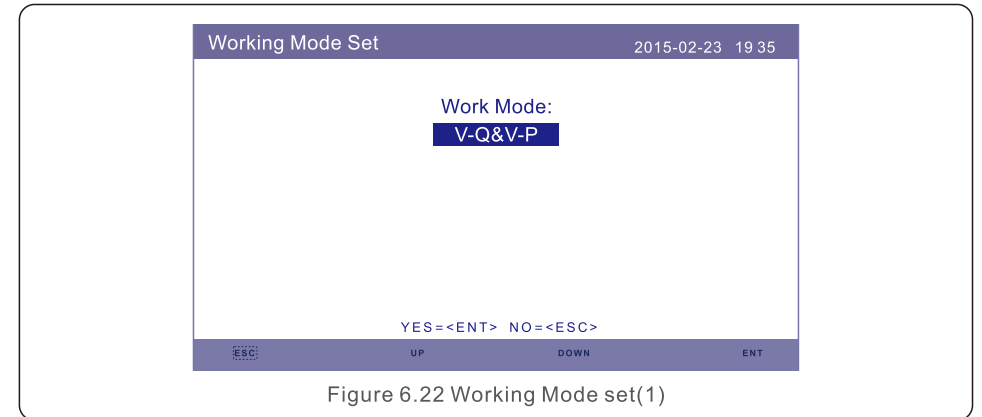 Working Mode Set 2015-02-23 19 35
Work Mode:
V-Q&V-P
YES=<ENT> NO=<ESC>
ESC UP DOWN ENT
Figure 6.22 Working Mode set(1)